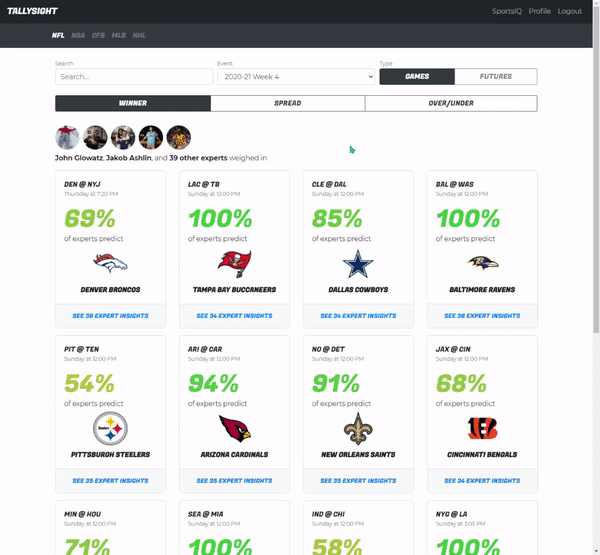 TALLYSIGHT
SportsIQ Profile Logout
NFL NBA CFB MLB NHL
Search Event Type
Search... 2020-21 Week 4 GAMES FUTURES
WINNER SPREAD OVER/UNDER
John Glowatz, Jakob Ashlin, and 39 other experts weighed in
DEN @ NYJ LAC @ TB CLE @ DAL BAL @ WAS
Thursday at 7:20 PM Sunday at 12:00 PM Sunday at 12:00 PM Sunday at 12:00 PM
69% 100% 85% 100%
of experts predict of experts predict of experts predict of experts predict
DENVER BRONCOS TAMPA BAY BUCCANEERS DALLAS COWBOYS BALTIMORE RAVENS
SEE 38 EXPERT INSIGHTS SEE 34 EXPERT INSIGHTS SEE 34 EXPERT INSIGHTS SEE 36 EXPERT INSIGHTS
PIT @ TEN ARI @ CAR NO @ DET JAX @ CIN
Sunday at 12:00 PM Sunday at 12:00 PM Sunday at 12:00 PM Sunday at 12:00 PM
54% 94% 91% 68%
of experts predict of experts predict of experts predict of experts predict
Steelers
PITTSBURGH STEELERS ARIZONA CARDINALS NEW ORLEANS SAINTS CINCINNATI BENGALS
SEE 35 EXPERT INSIGHTS SEE 35 EXPERT INSIGHTS SEE 35 EXPERT INSIGHTS SEE 34 EXPERT INSIGHTS
MIN @ HOU SEA @ MIA IND @ CHI NYG @ LA
Sunday at 12:00 PM Sunday at 12:00 PM Sunday at 12:00 PM Sunday at 3:05 PM
71% 100% 58% 100%